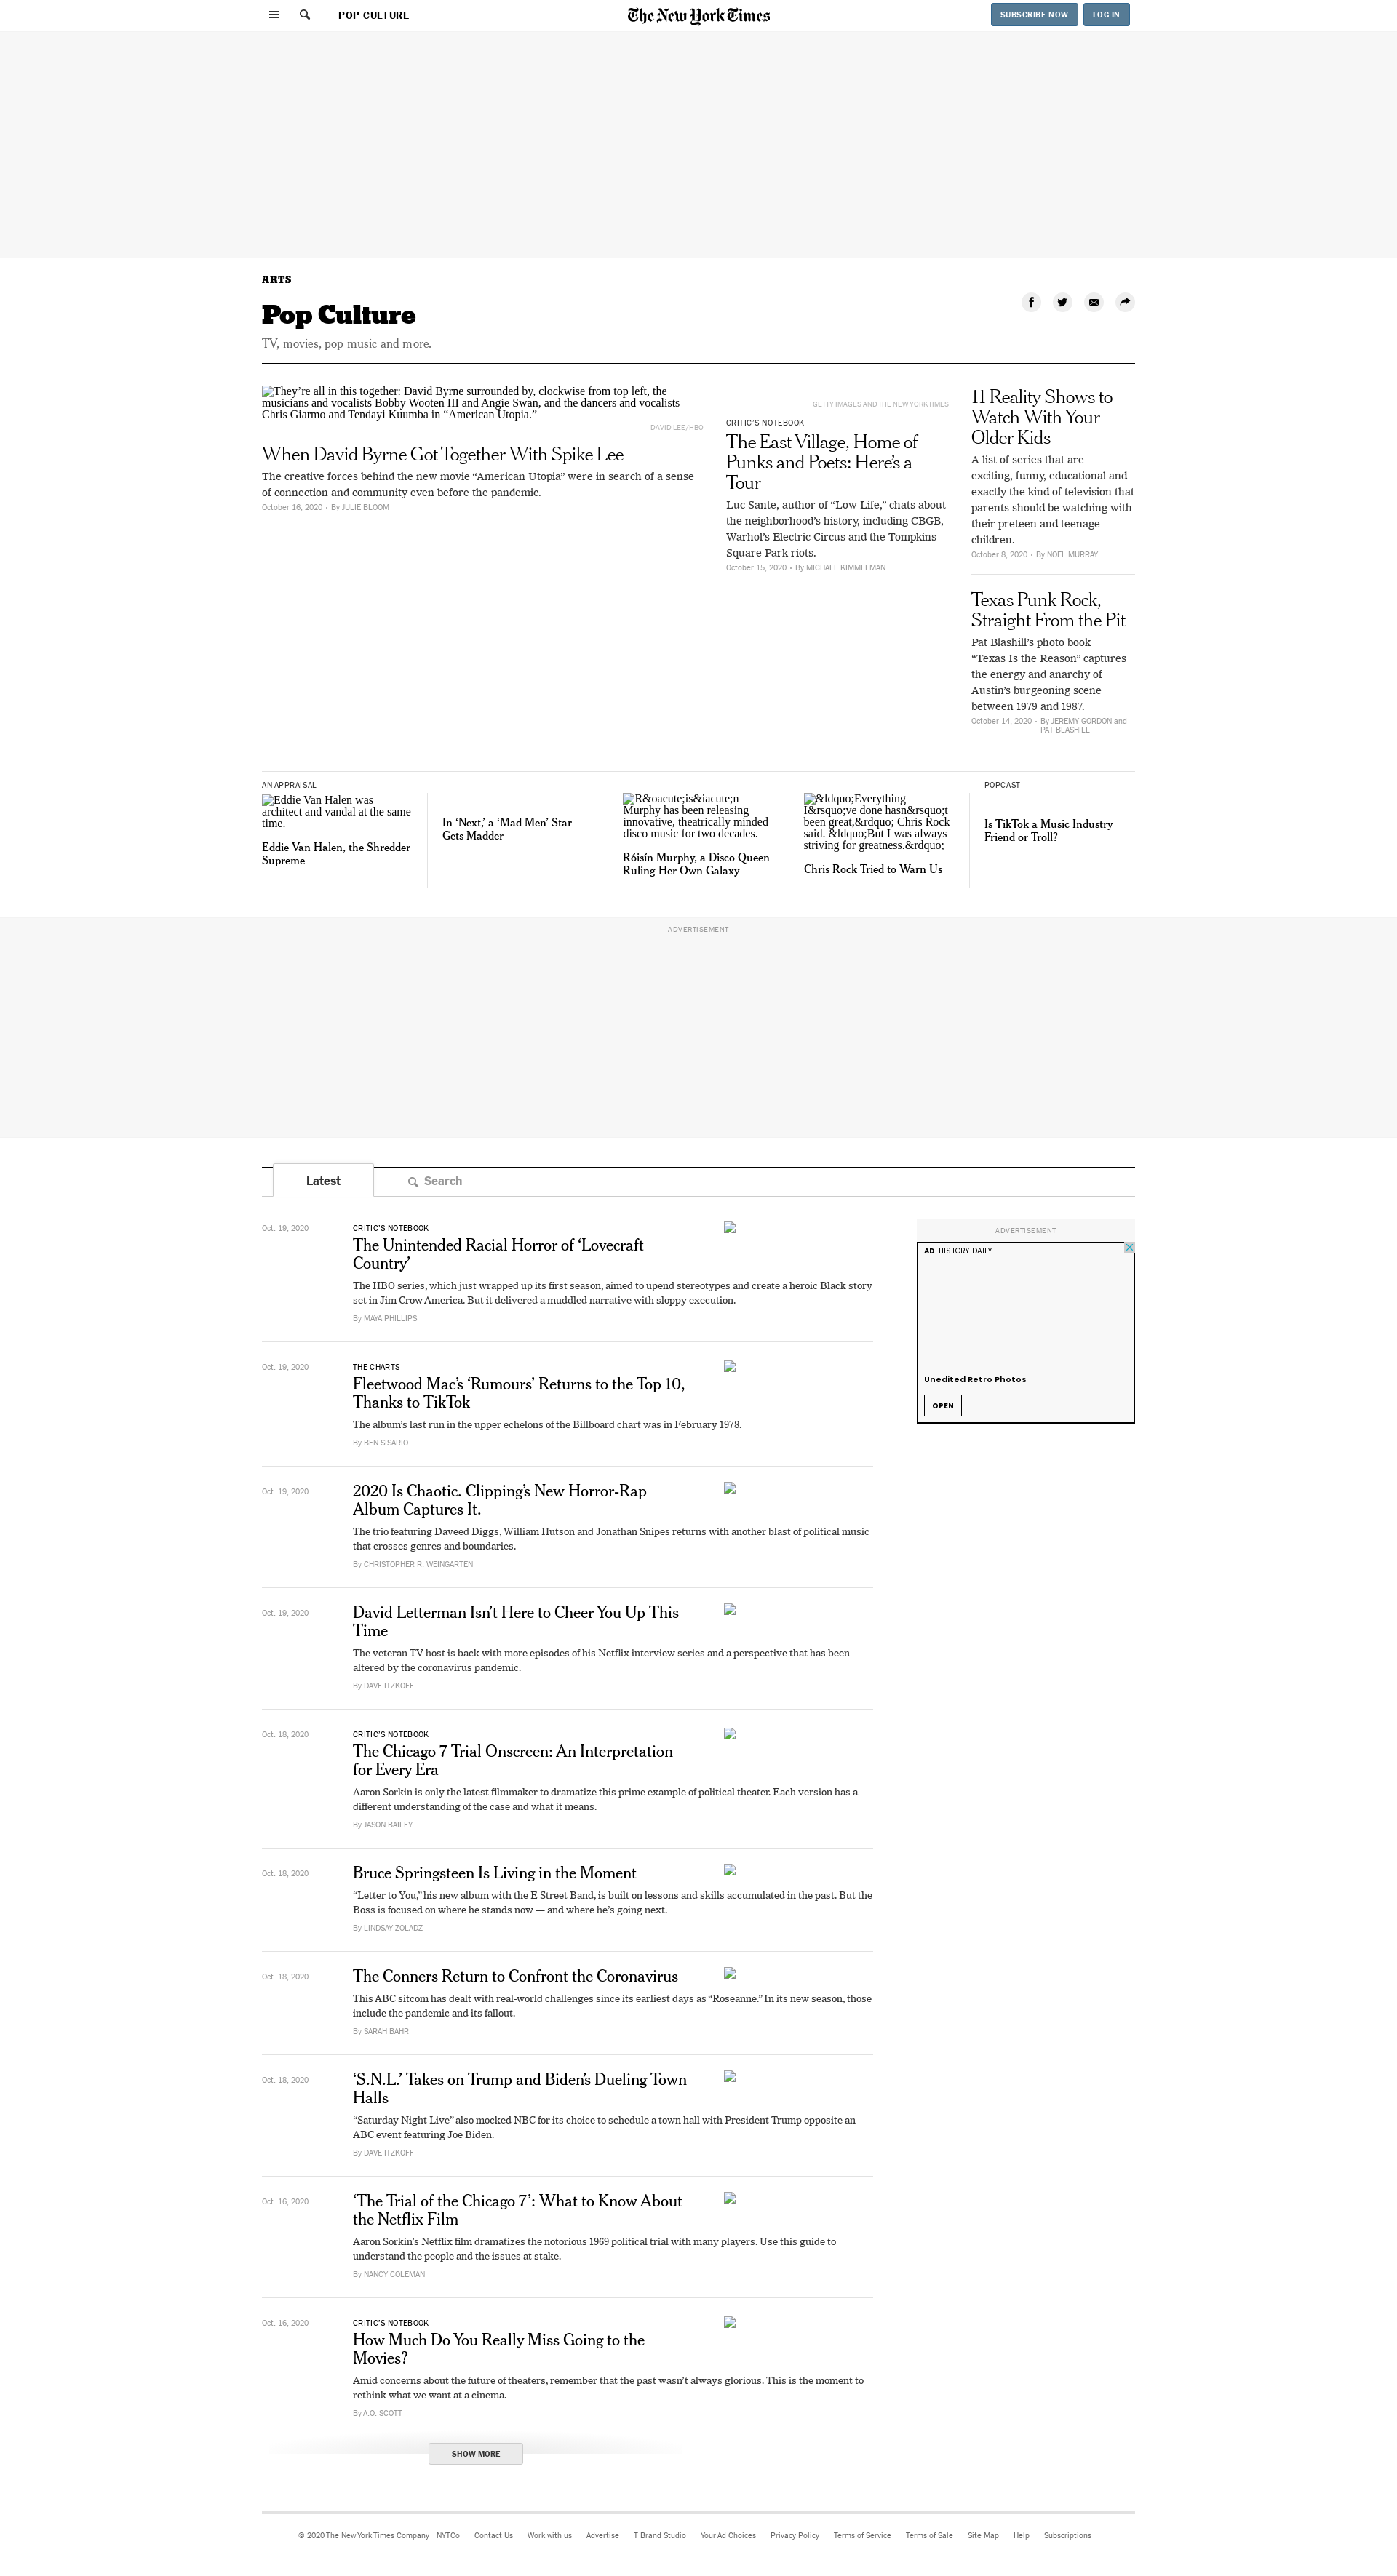 POP CULTURE
The New York Times
SUBSCRIBE NOW
LOG IN
ARTS
Pop Culture
TV, movies, pop music and more.
They're all in this together: David Byrne surrounded by, clockwise from top left, the
musicians and vocalists Bobby Wooten III and Angie Swan, and the dancers and vocalists
Chris Giarmo and Tendayi Kuumba in “American Utopia.”
DAVID LEE/HBO
When David Byrne Got Together With Spike Lee
The creative forces behind the new movie “American Utopia” were in search of a sense
of connection and community even before the pandemic.
October 16, 2020 • By JULIE BLOOM
GETTY IMAGES AND THE NEW YORK TIMES
CRITIC’S NOTEBOOK
The East Village, Home of
Punks and Poets: Here’s a
Tour
Luc Sante, author of “Low Life,” chats about
the neighborhood’s history, including CBGB,
Warhol’s Electric Circus and the Tompkins
Square Park riots.
October 15, 2020 • By MICHAEL KIMMELMAN
11 Reality Shows to
Watch With Your
Older Kids
A list of series that are
exciting, funny, educational and
exactly the kind of television that
parents should be watching with
their preteen and teenage
children.
October 8, 2020 • By NOEL MURRAY
Texas Punk Rock,
Straight From the Pit
Pat Blashill’s photo book
“Texas Is the Reason” captures
the energy and anarchy of
Austin’s burgeoning scene
between 1979 and 1987.
October 14, 2020 • By JEREMY GORDON and
PAT BLASHILL
AN APPRAISAL
Eddie Van Halen was
architect and vandal at the same
time.
Eddie Van Halen, the Shredder
Supreme
In ‘Next,’ a ‘Mad Men’ Star
Gets Madder
R&oacute;is&iacute;n
Murphy has been releasing
innovative, theatrically minded
disco music for two decades.
Róisín Murphy, a Disco Queen
Ruling Her Own Galaxy
&ldquo;Everything
I&rsquo;ve done hasn&rsquo;t
been great,&rdquo; Chris Rock
said. &ldquo;But I was always
striving for greatness.&rdquo;
Chris Rock Tried to Warn Us
POPCAST
Is TikTok a Music Industry
Friend or Troll?
ADVERTISEMENT
Latest
Search
Oct. 19, 2020
CRITIC’S NOTEBOOK
The Unintended Racial Horror of ‘Lovecraft
Country’
The HBO series, which just wrapped up its first season, aimed to upend stereotypes and create a heroic Black story
set in Jim Crow America. But it delivered a muddled narrative with sloppy execution.
By MAYA PHILLIPS
ADVERTISEMENT
AD HISTORY DAILY
Unedited Retro Photos
OPEN
Oct. 19, 2020
THE CHARTS
Fleetwood Mac’s ‘Rumours’ Returns to the Top 10,
Thanks to TikTok
The album’s last run in the upper echelons of the Billboard chart was in February 1978.
By BEN SISARIO
Oct. 19, 2020
2020 Is Chaotic. Clipping’s New Horror-Rap
Album Captures It.
The trio featuring Daveed Diggs, William Hutson and Jonathan Snipes returns with another blast of political music
that crosses genres and boundaries.
By CHRISTOPHER R. WEINGARTEN
Oct. 19, 2020
David Letterman Isn’t Here to Cheer You Up This
Time
The veteran TV host is back with more episodes of his Netflix interview series and a perspective that has been
altered by the coronavirus pandemic.
By DAVE ITZKOFF
Oct. 18, 2020
CRITIC’S NOTEBOOK
The Chicago 7 Trial Onscreen: An Interpretation
for Every Era
Aaron Sorkin is only the latest filmmaker to dramatize this prime example of political theater. Each version has a
different understanding of the case and what it means.
By JASON BAILEY
Oct. 18, 2020
Bruce Springsteen Is Living in the Moment
“Letter to You,” his new album with the E Street Band, is built on lessons and skills accumulated in the past. But the
Boss is focused on where he stands now — and where he’s going next.
By LINDSAY ZOLADZ
Oct. 18, 2020
The Conners Return to Confront the Coronavirus
This ABC sitcom has dealt with real-world challenges since its earliest days as “Roseanne.” In its new season, those
include the pandemic and its fallout.
By SARAH BAHR
Oct. 18, 2020
‘S.N.L.’ Takes on Trump and Biden’s Dueling Town
Halls
“Saturday Night Live” also mocked NBC for its choice to schedule a town hall with President Trump opposite an
ABC event featuring Joe Biden.
By DAVE ITZKOFF
Oct. 16, 2020
‘The Trial of the Chicago 7’: What to Know About
the Netflix Film
Aaron Sorkin’s Netflix film dramatizes the notorious 1969 political trial with many players. Use this guide to
understand the people and the issues at stake.
By NANCY COLEMAN
Oct. 16, 2020
CRITIC’S NOTEBOOK
How Much Do You Really Miss Going to the
Movies?
Amid concerns about the future of theaters, remember that the past wasn’t always glorious. This is the moment to
rethink what we want at a cinema.
By A.O. SCOTT
SHOW MORE
© 2020 The New York Times Company NYTCo Contact Us Work with us Advertise T Brand Studio Your Ad Choices Privacy Policy Terms of Service Terms of Sale Site Map Help Subscriptions